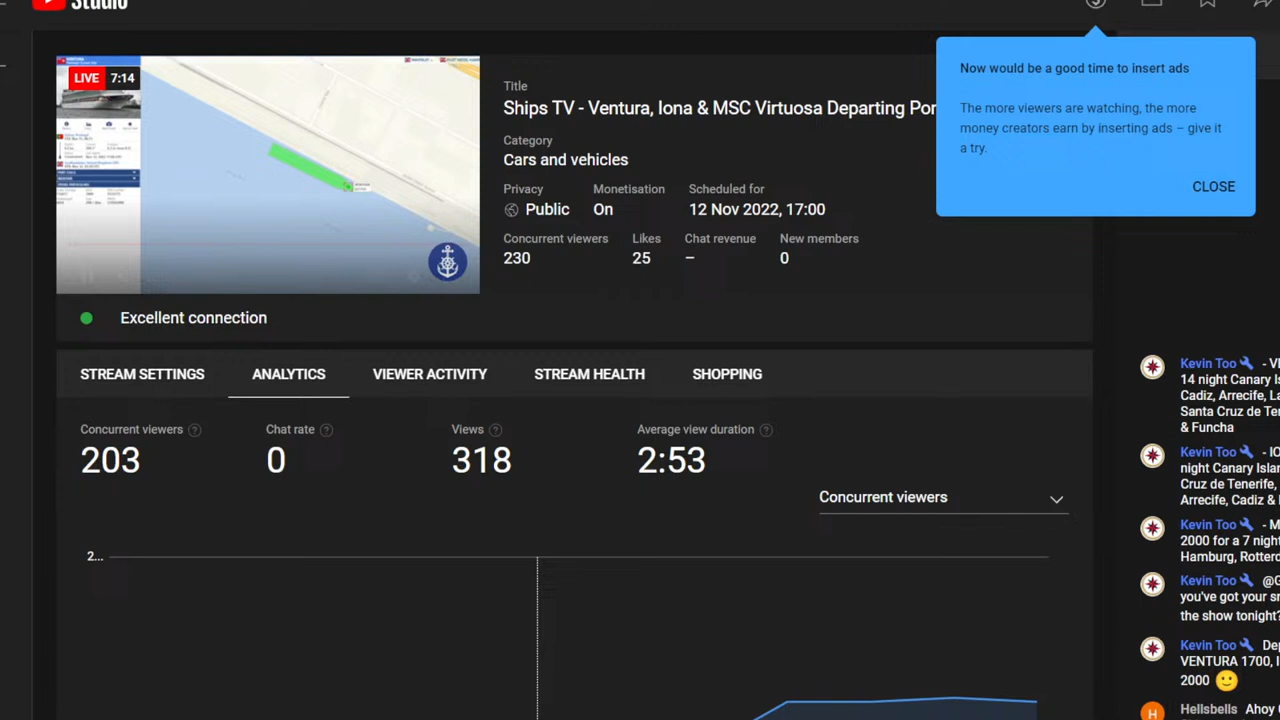 Studio
LIVE 7:14
Title
Ships TV - Ventura, Iona & MSC Virtuosa Departing Por
Category
Cars and vehicles
Privacy Monetisation Scheduled for
Public On 12 Nov 2022, 17:00
Concurrent viewers Likes Chat revenue New members
230 25 – 0
Now would be a good time to insert ads
The more viewers are watching, the more
money creators earn by inserting ads – give it
a try.
CLOSE
Excellent connection
STREAM SETTINGS ANALYTICS VIEWER ACTIVITY STREAM HEALTH SHOPPING
Concurrent viewers Chat rate Views Average view duration
203 0 318 2:53
Concurrent viewers
2...
Kevin Too - V
14 night Canary Is
Cadiz, Arrecife, La
Santa Cruz de Ten
& Funcha
Kevin Too - IO
night Canary Islan
Cruz de Tenerife,
Arrecife, Cadiz &
Kevin Too - M
2000 for a 7 night
Hamburg, Rotterd
Kevin Too @G
you've got your sn
the show tonight?
Kevin Too Dep
VENTURA 1700, I
2000 🙂
Hellsbells Ahoy